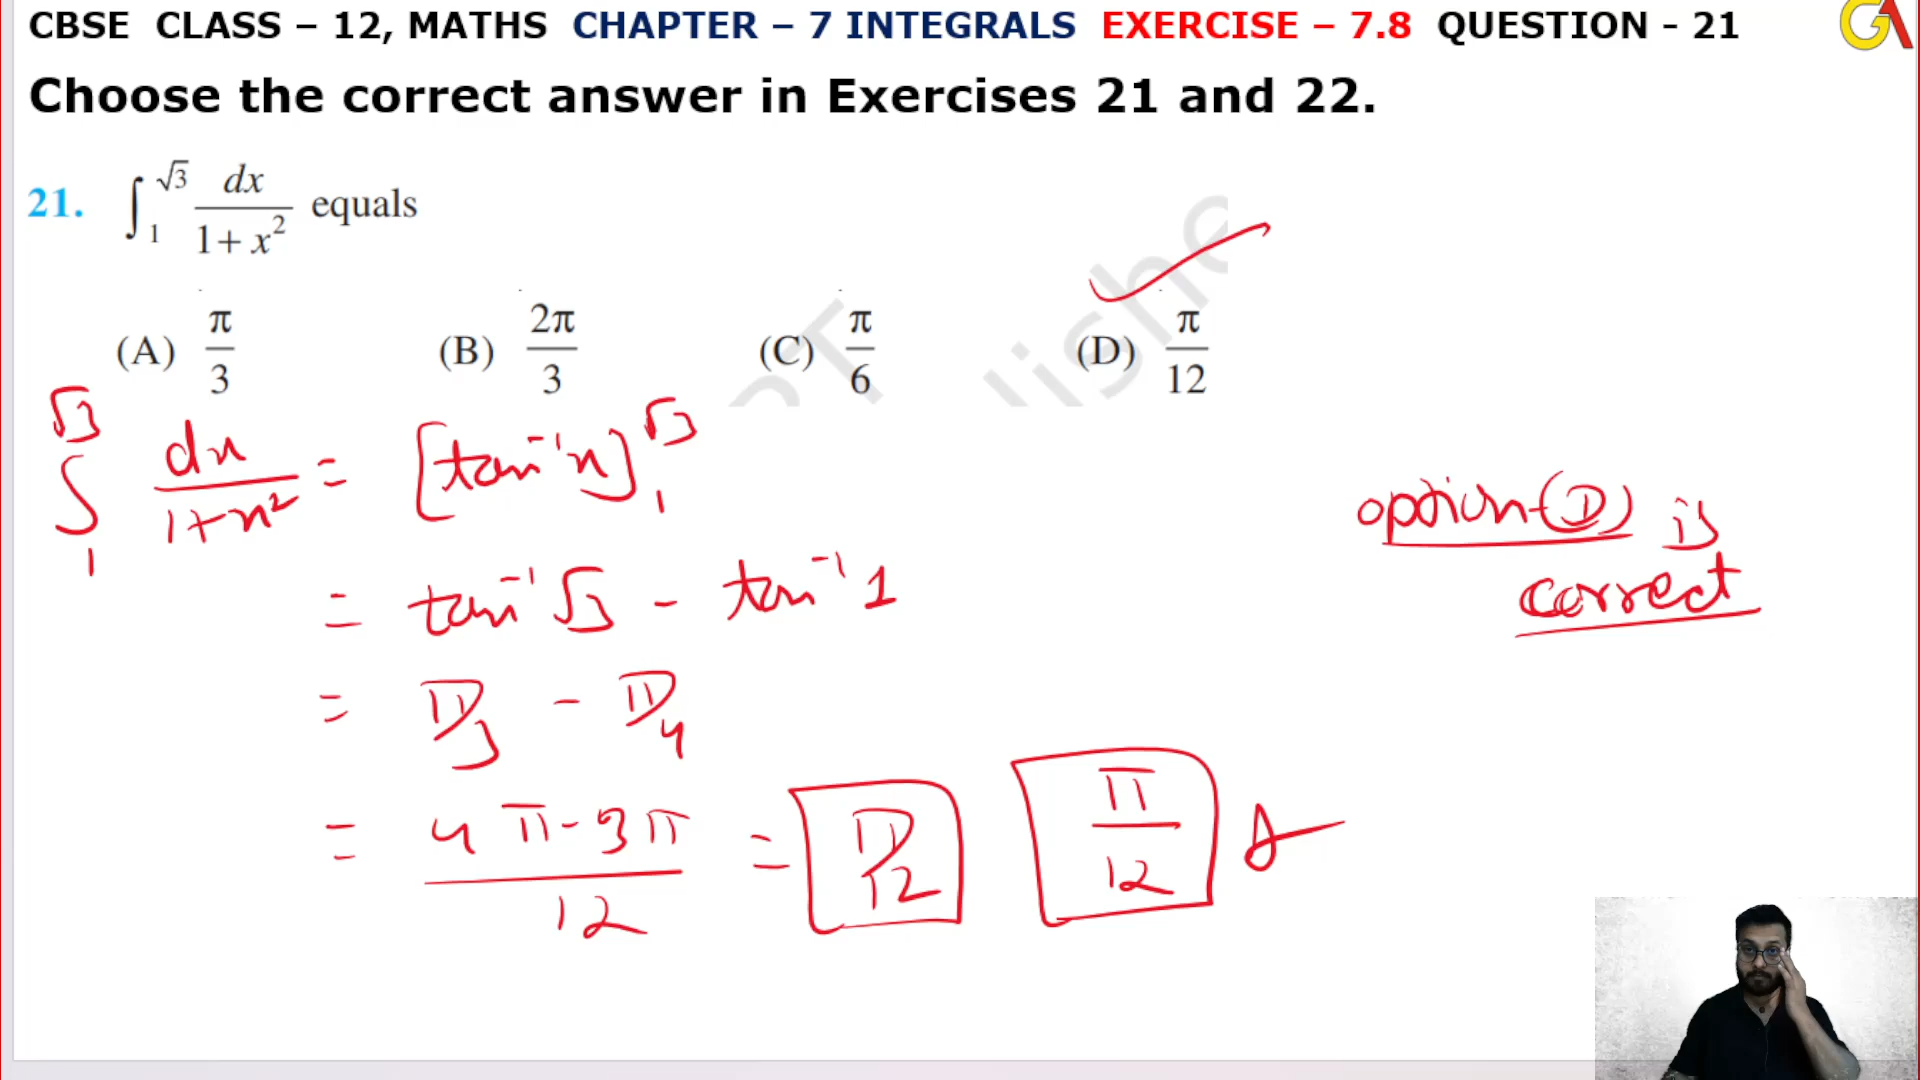 CBSE CLASS – 12, MATHS CHAPTER – 7 INTEGRALS EXERCISE – 7.8 QUESTION - 21
GA
Choose the correct answer in Exercises 21 and 22.
21. ∫₁^√3 dx/(1+x²) equals
(A) π/3 (B) 2π/3 (C) π/6 (D) π/12
∫₁^√3 dx/(1+x²) = [tan⁻¹x]₁^√3
= tan⁻¹√3 - tan⁻¹1
= π/3 - π/4
= (4π-3π)/12 = π/12 π/12
option (D) is
correct